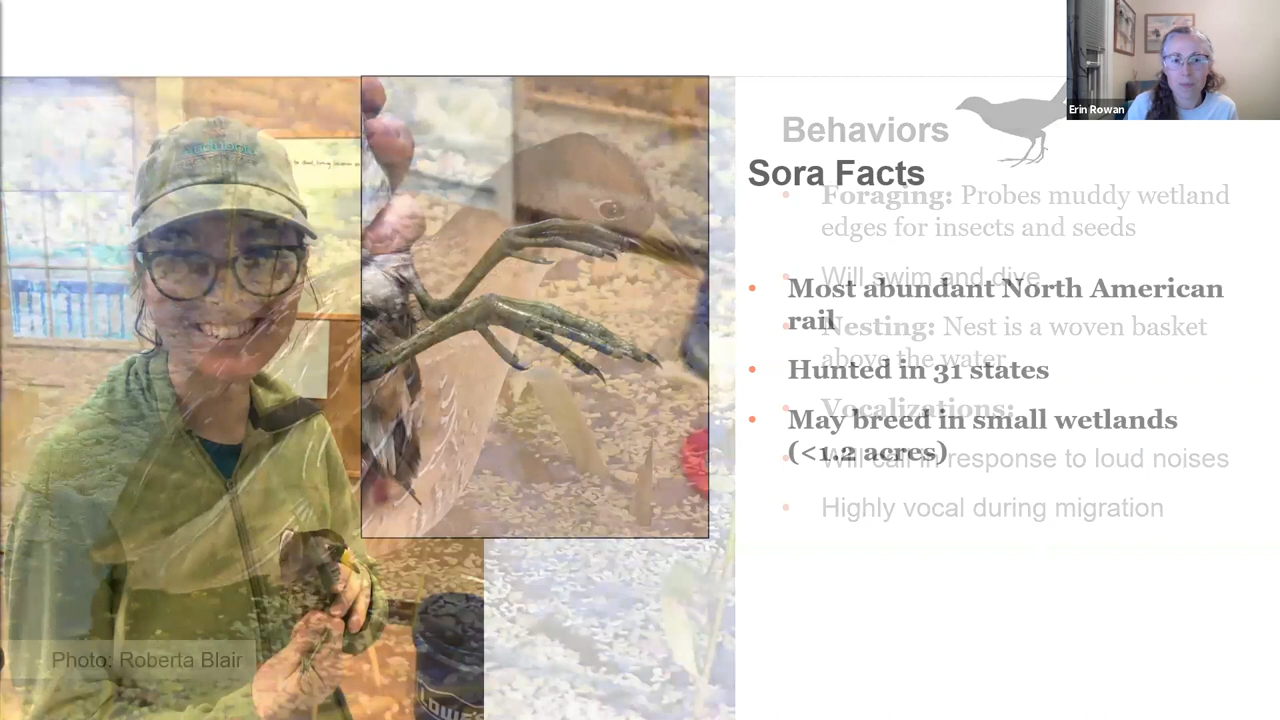 Erin Rowan
Behaviors
Sora Facts
• Foraging: Probes muddy wetland
edges for insects and seeds
• Will swim and dive
• Most abundant North American
rail
• Nesting: Nest is a woven basket
above the water
• Hunted in 31 states
• Vocalizations:
• May breed in small wetlands
(<1.2 acres)
• Will call in response to loud noises
• Highly vocal during migration
Photo: Roberta Blair
LOWE'S